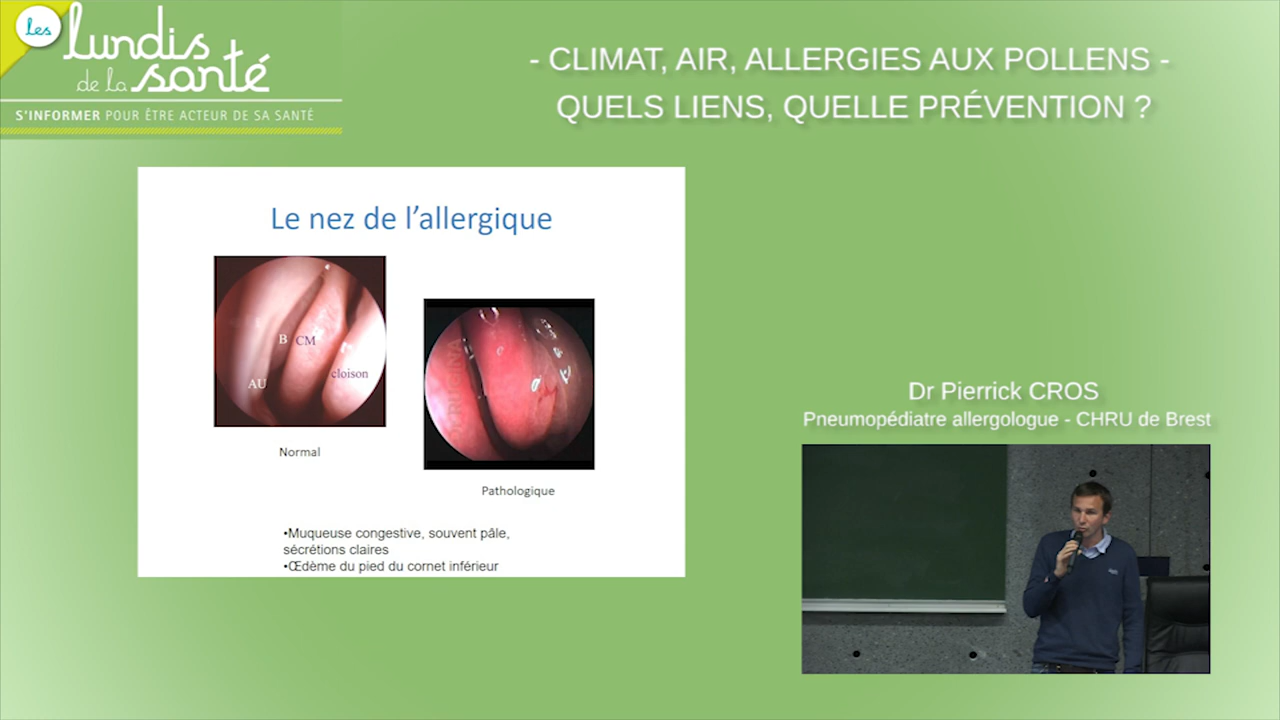 les
lundis
de la santé
S'INFORMER POUR ÊTRE ACTEUR DE SA SANTÉ
- CLIMAT, AIR, ALLERGIES AUX POLLENS -
QUELS LIENS, QUELLE PRÉVENTION ?
Le nez de l'allergique
B CM
cloison
AU
Normal
Pathologique
•Muqueuse congestive, souvent pâle,
sécrétions claires
•Œdème du pied du cornet inférieur
Dr Pierrick CROS
Pneumopédiatre allergologue - CHRU de Brest